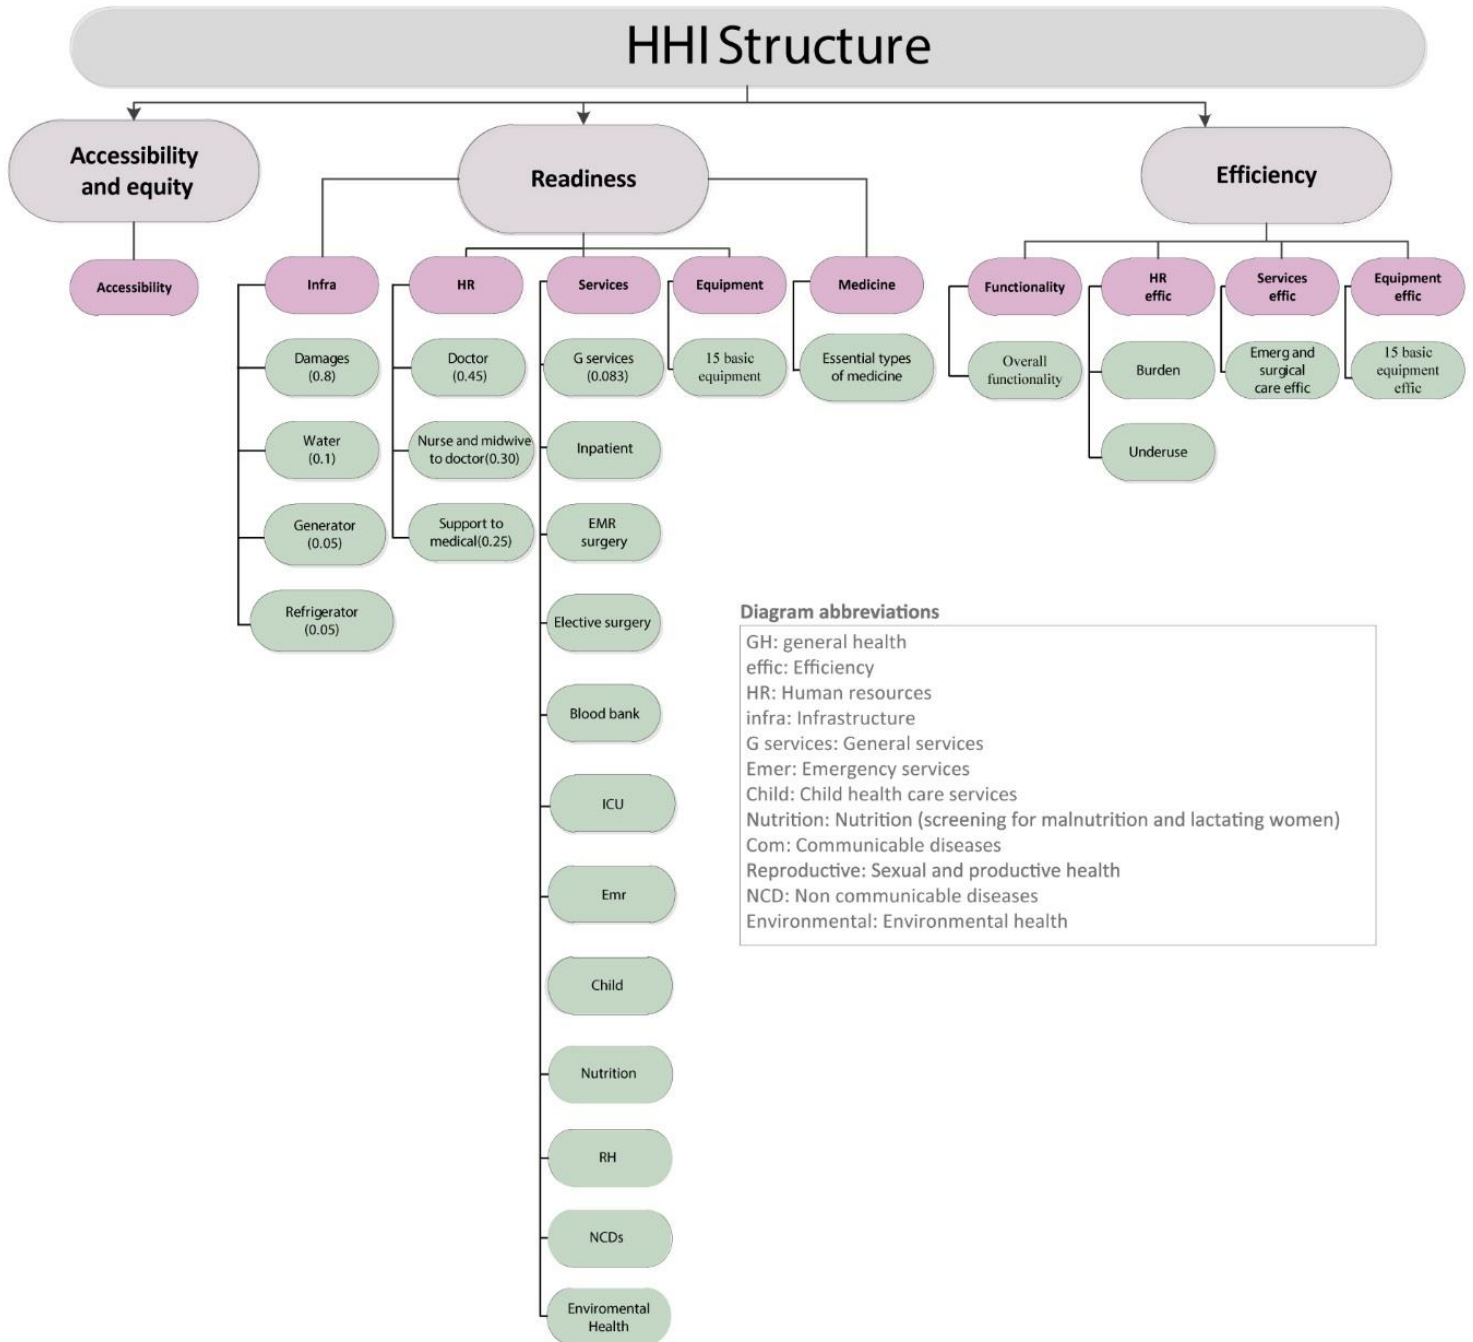 HHI Structure
Accessibility
and equity
Readiness
Efficiency
Accessibility
Infra
HR
Services
Equipment
Medicine
Functionality
HR
effic
Services
effic
Equipment
effic
Damages
(0.8)
Water
(0.1)
Generator
(0.05)
Refrigerator
(0.05)
Doctor
(0.45)
Nurse and midwive
to doctor(0.30)
Support to
medical(0.25)
G services
(0.083)
Inpatient
EMR
surgery
Elective surgery
Blood bank
ICU
Emr
Child
Nutrition
RH
NCDs
Enviromental
Health
15 basic
equipment
Essential types
of medicine
Overall
functionality
Burden
Underuse
Emerg and
surgical
care effic
15 basic
equipment
effic
Diagram abbreviations
GH: general health
effic: Efficiency
HR: Human resources
infra: Infrastructure
G services: General services
Emer: Emergency services
Child: Child health care services
Nutrition: Nutrition (screening for malnutrition and lactating women)
Com: Communicable diseases
Reproductive: Sexual and productive health
NCD: Non communicable diseases
Environmental: Environmental health